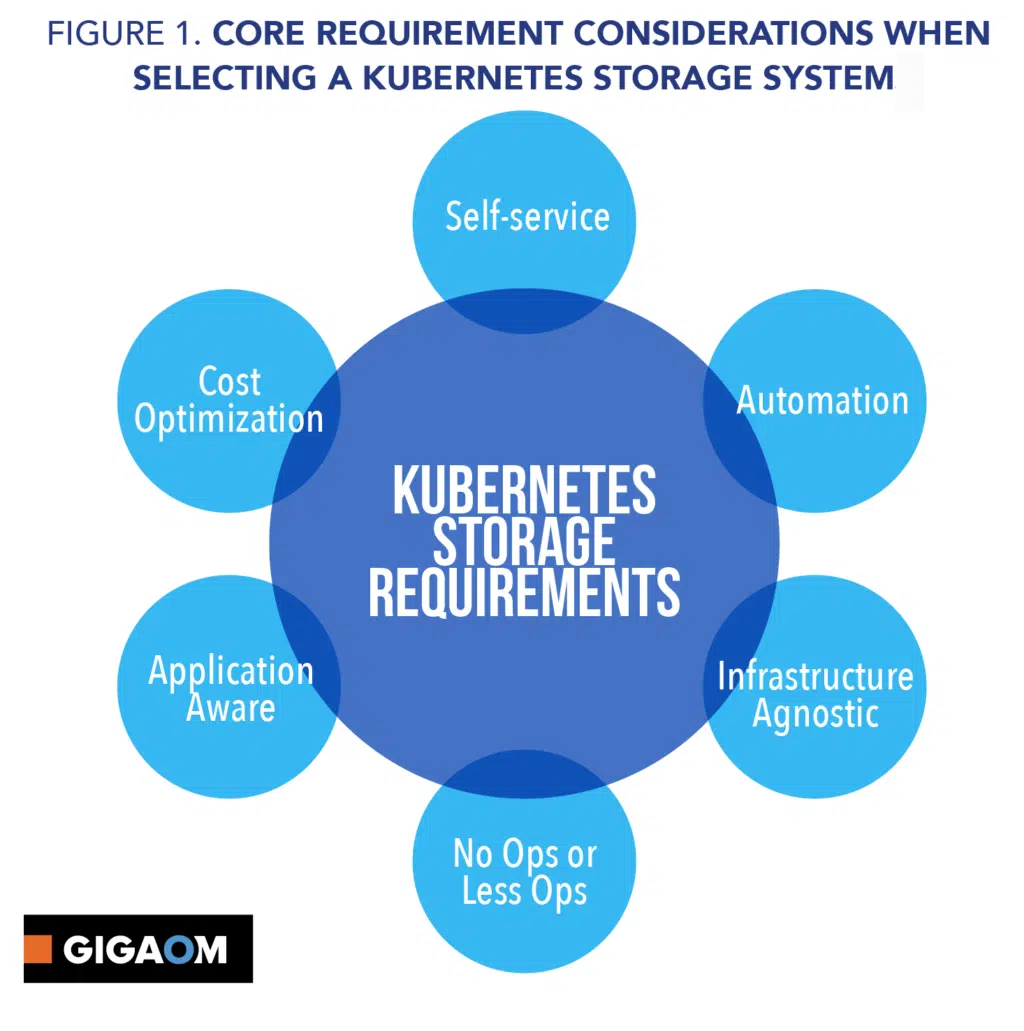 FIGURE 1. CORE REQUIREMENT CONSIDERATIONS WHEN
SELECTING A KUBERNETES STORAGE SYSTEM
Self-service
Cost
Optimization
Automation
KUBERNETES
STORAGE
REQUIREMENTS
Application
Aware
Infrastructure
Agnostic
No Ops or
Less Ops
GIGAOM